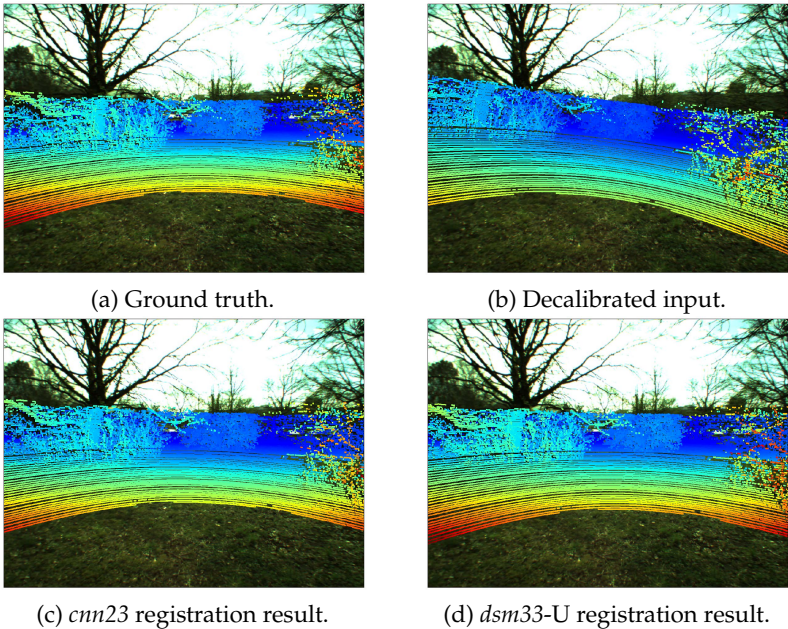 (a) Ground truth.
(b) Decalibrated input.
(c) cnn23 registration result.
(d) dsm33-U registration result.